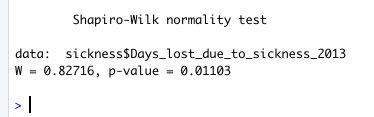 Shapiro-Wilk normality test
data:  sickness$Days_lost_due_to_sickness_2013
W = 0.82716, p-value = 0.01103
>